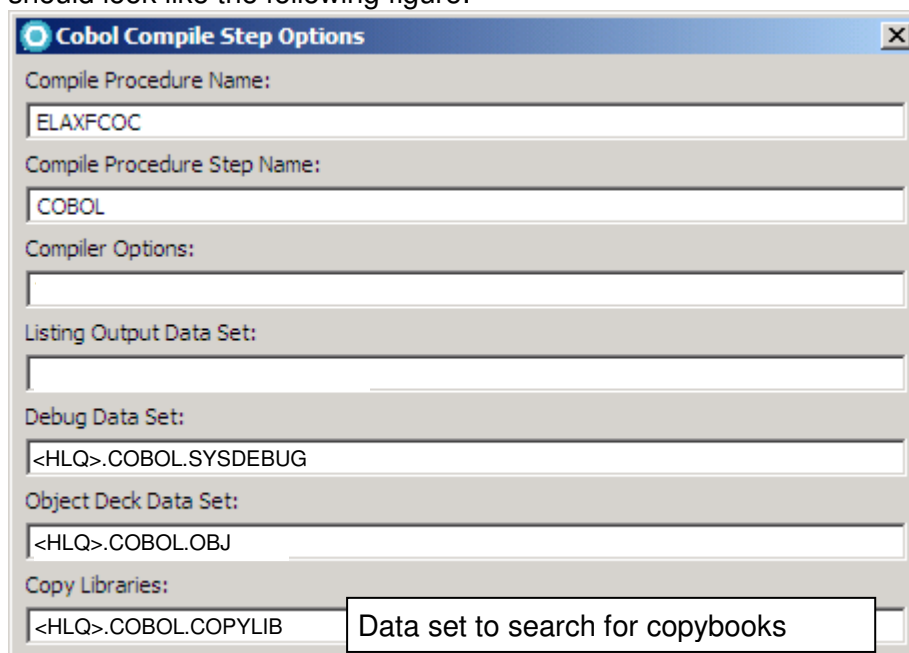 should look like the following figure.
Cobol Compile Step Options
Compile Procedure Name:
ELAXFCOC
Compile Procedure Step Name:
COBOL
Compiler Options:
Listing Output Data Set:
Debug Data Set:
<HLQ>.COBOL.SYSDEBUG
Object Deck Data Set:
<HLQ>.COBOL.OBJ
Copy Libraries:
<HLQ>.COBOL.COPYLIB Data set to search for copybooks